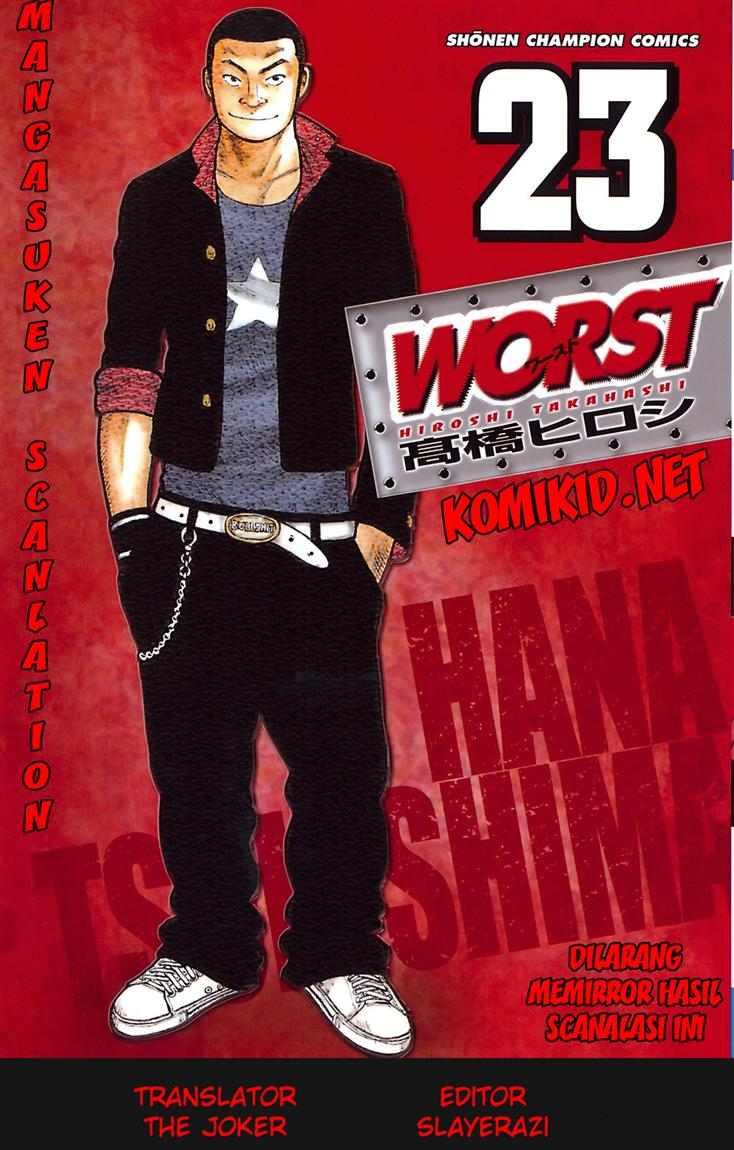 MANGASUKEN SCANLATION
SHŌNEN CHAMPION COMICS
23
WORST
ワースト
HIROSHI TAKAHASHI
髙橋ヒロシ
KOMIKID.NET
HANA
SHIMA
DILARANG
MEMIRROR HASIL
SCANALASI INI
TRANSLATOR
THE JOKER
EDITOR
SLAYERAZI